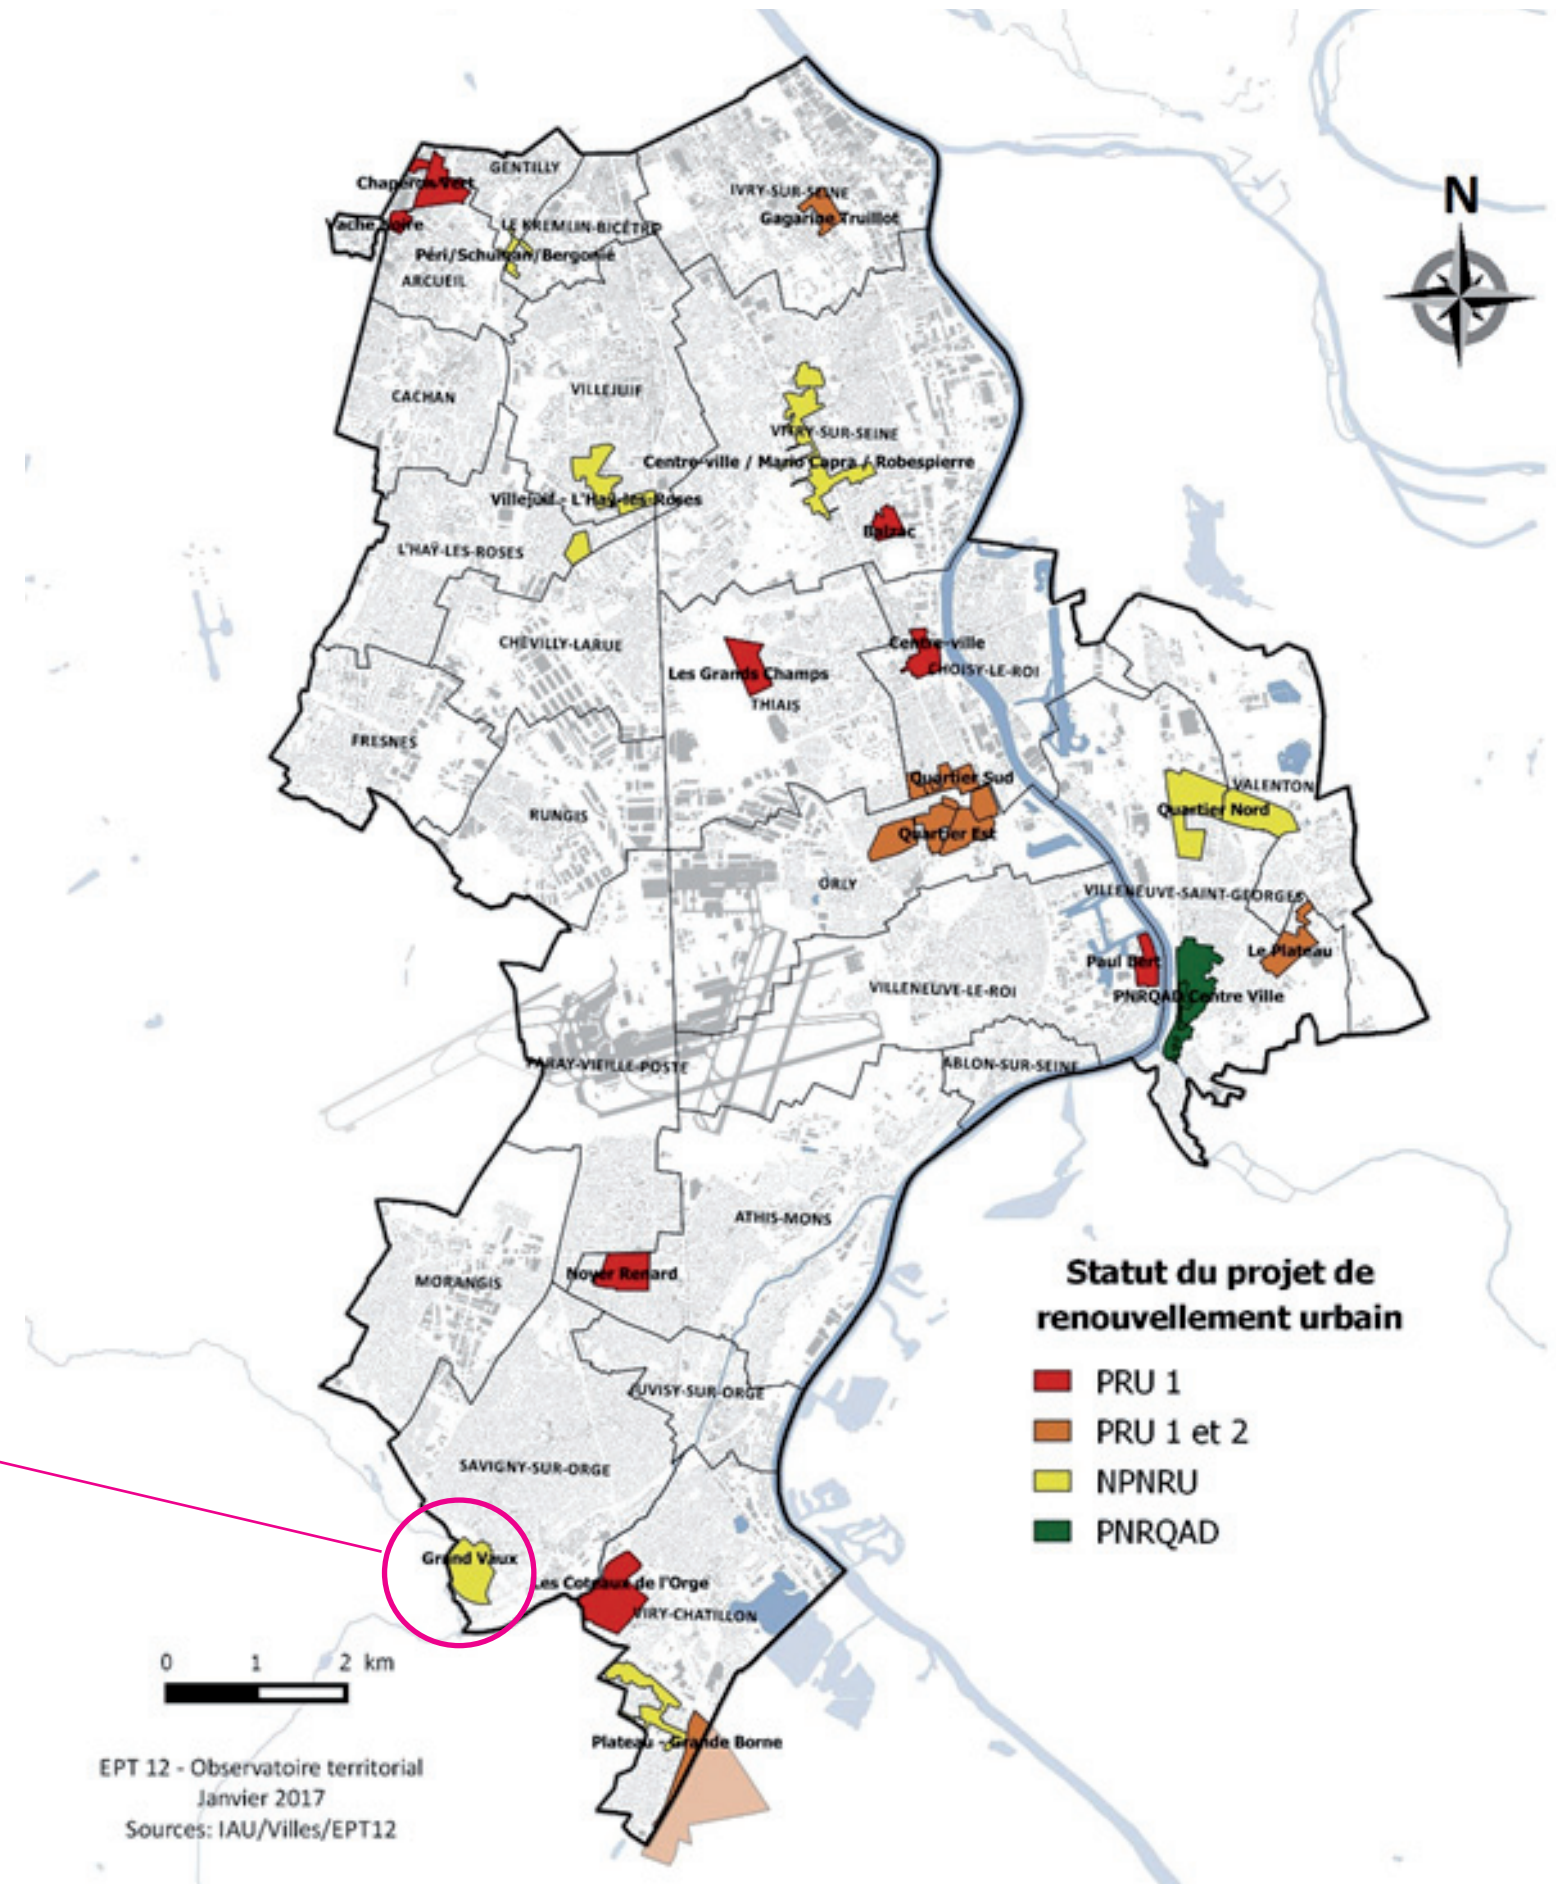 GENTILLY
Chaperon Vert
IVRY-SUR-SEINE
N
Gagarine Truillot
Vache Noire
LE KREMLIN-BICÊTRE
Péri/Schuman/Bergonié
ARCUEIL
CACHAN
VILLEJUIF
VITRY-SUR-SEINE
Centre-ville / Mario Capra / Robespierre
Villejuif - L'Haÿ-les-Roses
Balzac
L'HAŸ-LES-ROSES
CHEVILLY-LARUE
Centre-ville
CHOISY-LE-ROI
Les Grands Champs
THIAIS
FRESNES
Quartier Sud
VALENTON
RUNGIS
Quartier Nord
Quartier Est
ORLY
VILLENEUVE-SAINT-GEORGES
Le Plateau
Paul Bert
VILLENEUVE-LE-ROI
PNRQAD Centre Ville
PARAY-VIEILLE-POSTE
ABLON-SUR-SEINE
ATHIS-MONS
Noyer Renard
MORANGIS
JUVISY-SUR-ORGE
SAVIGNY-SUR-ORGE
Grand Vaux
Les Coteaux de l'Orge
VIRY-CHATILLON
Plateau - Grande Borne
Statut du projet de
renouvellement urbain
PRU 1
PRU 1 et 2
NPNRU
PNRQAD
0 1 2 km
EPT 12 - Observatoire territorial
Janvier 2017
Sources: IAU/Villes/EPT12